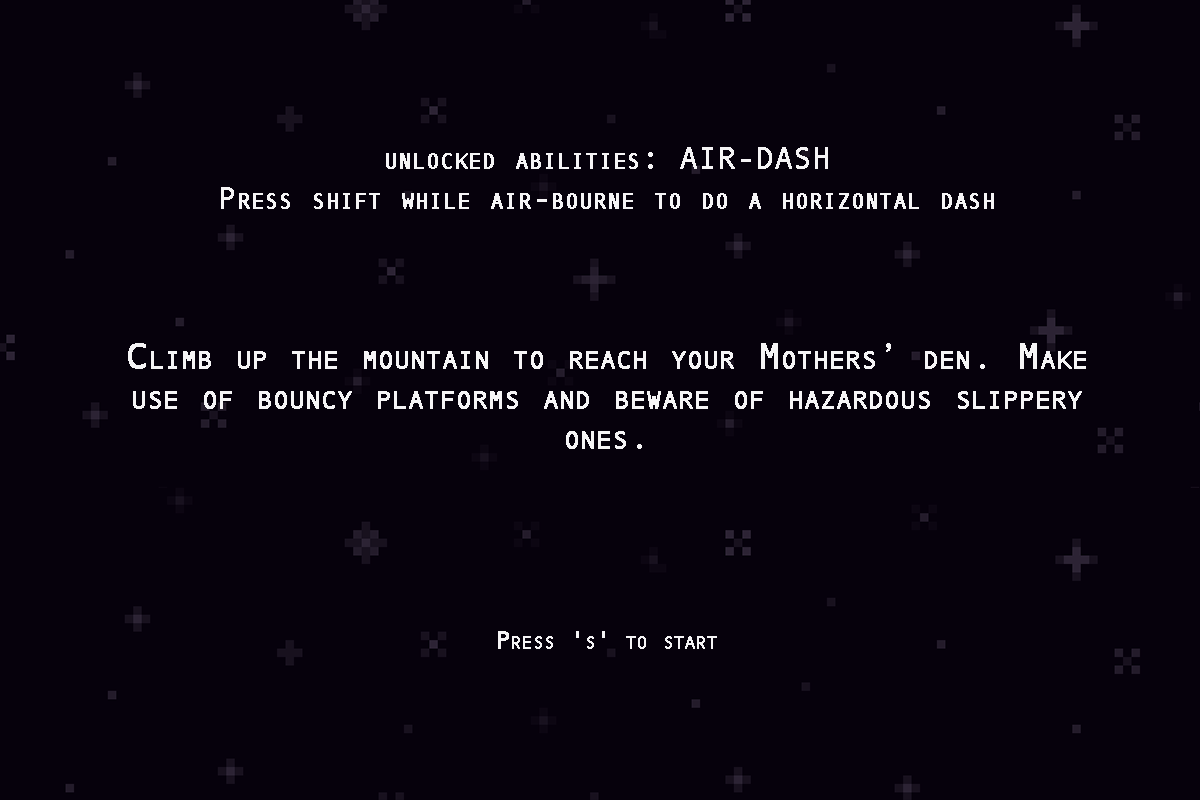 unlocked abilities: AIR-DASH
Press shift while air-bourne to do a horizontal dash
Climb up the mountain to reach your Mothers' den. Make
use of bouncy platforms and beware of hazardous slippery
ones.
Press 's' to start